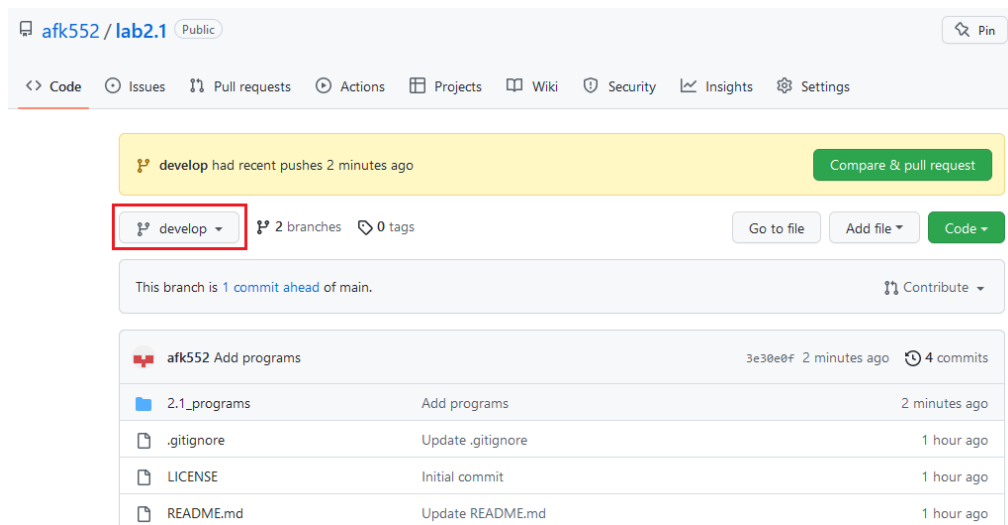 afk552 / lab2.1 Public Pin
Code Issues Pull requests Actions Projects Wiki Security Insights Settings
develop had recent pushes 2 minutes ago Compare & pull request
develop 2 branches 0 tags Go to file Add file Code
This branch is 1 commit ahead of main. Contribute
afk552 Add programs 3e30e0f 2 minutes ago 4 commits
2.1_programs Add programs 2 minutes ago
.gitignore Update .gitignore 1 hour ago
LICENSE Initial commit 1 hour ago
README.md Update README.md 1 hour ago